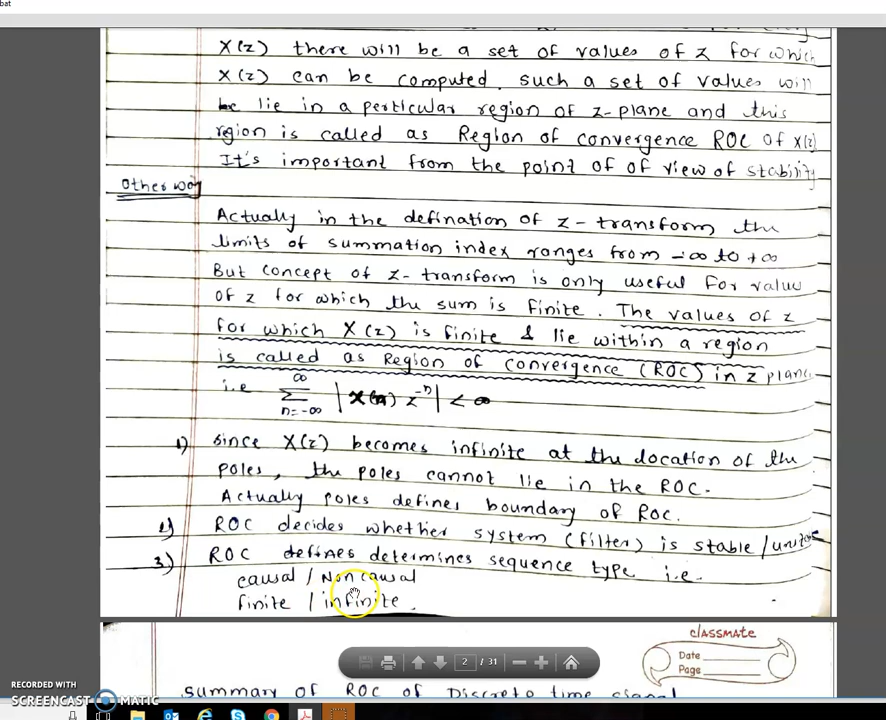 bat
X(z) there will be a set of values of z for which
X(z) can be computed. such a set of values will
be lie in a perticular region of z-plane and this
region is called as Region of convergence ROC of X(z)
It's important from the point of of view of stability
Other way
Actually in the defination of z-transform the
limits of summation index ranges from -∞ to +∞
But concept of z-transform is only useful for value
of z for which the sum is finite. The values of z
for which X(z) is finite & lie within a region
is called as Region of convergence (ROC) in z plane
i.e ∞
∑ | x(n) z^-n | < ∞
n=-∞
1) since X(z) becomes infinite at the location of the
poles, the poles cannot lie in the ROC.
Actually poles defines boundary of ROC.
2) ROC decides whether system (filter) is stable/unstable
3) ROC defines determines sequence type i.e.
causal / Non causal
finite / infinite.
classmate
Date
Page
2 / 31
summary of ROC of Discrete time signal
RECORDED WITH
SCREENCAST MATIC